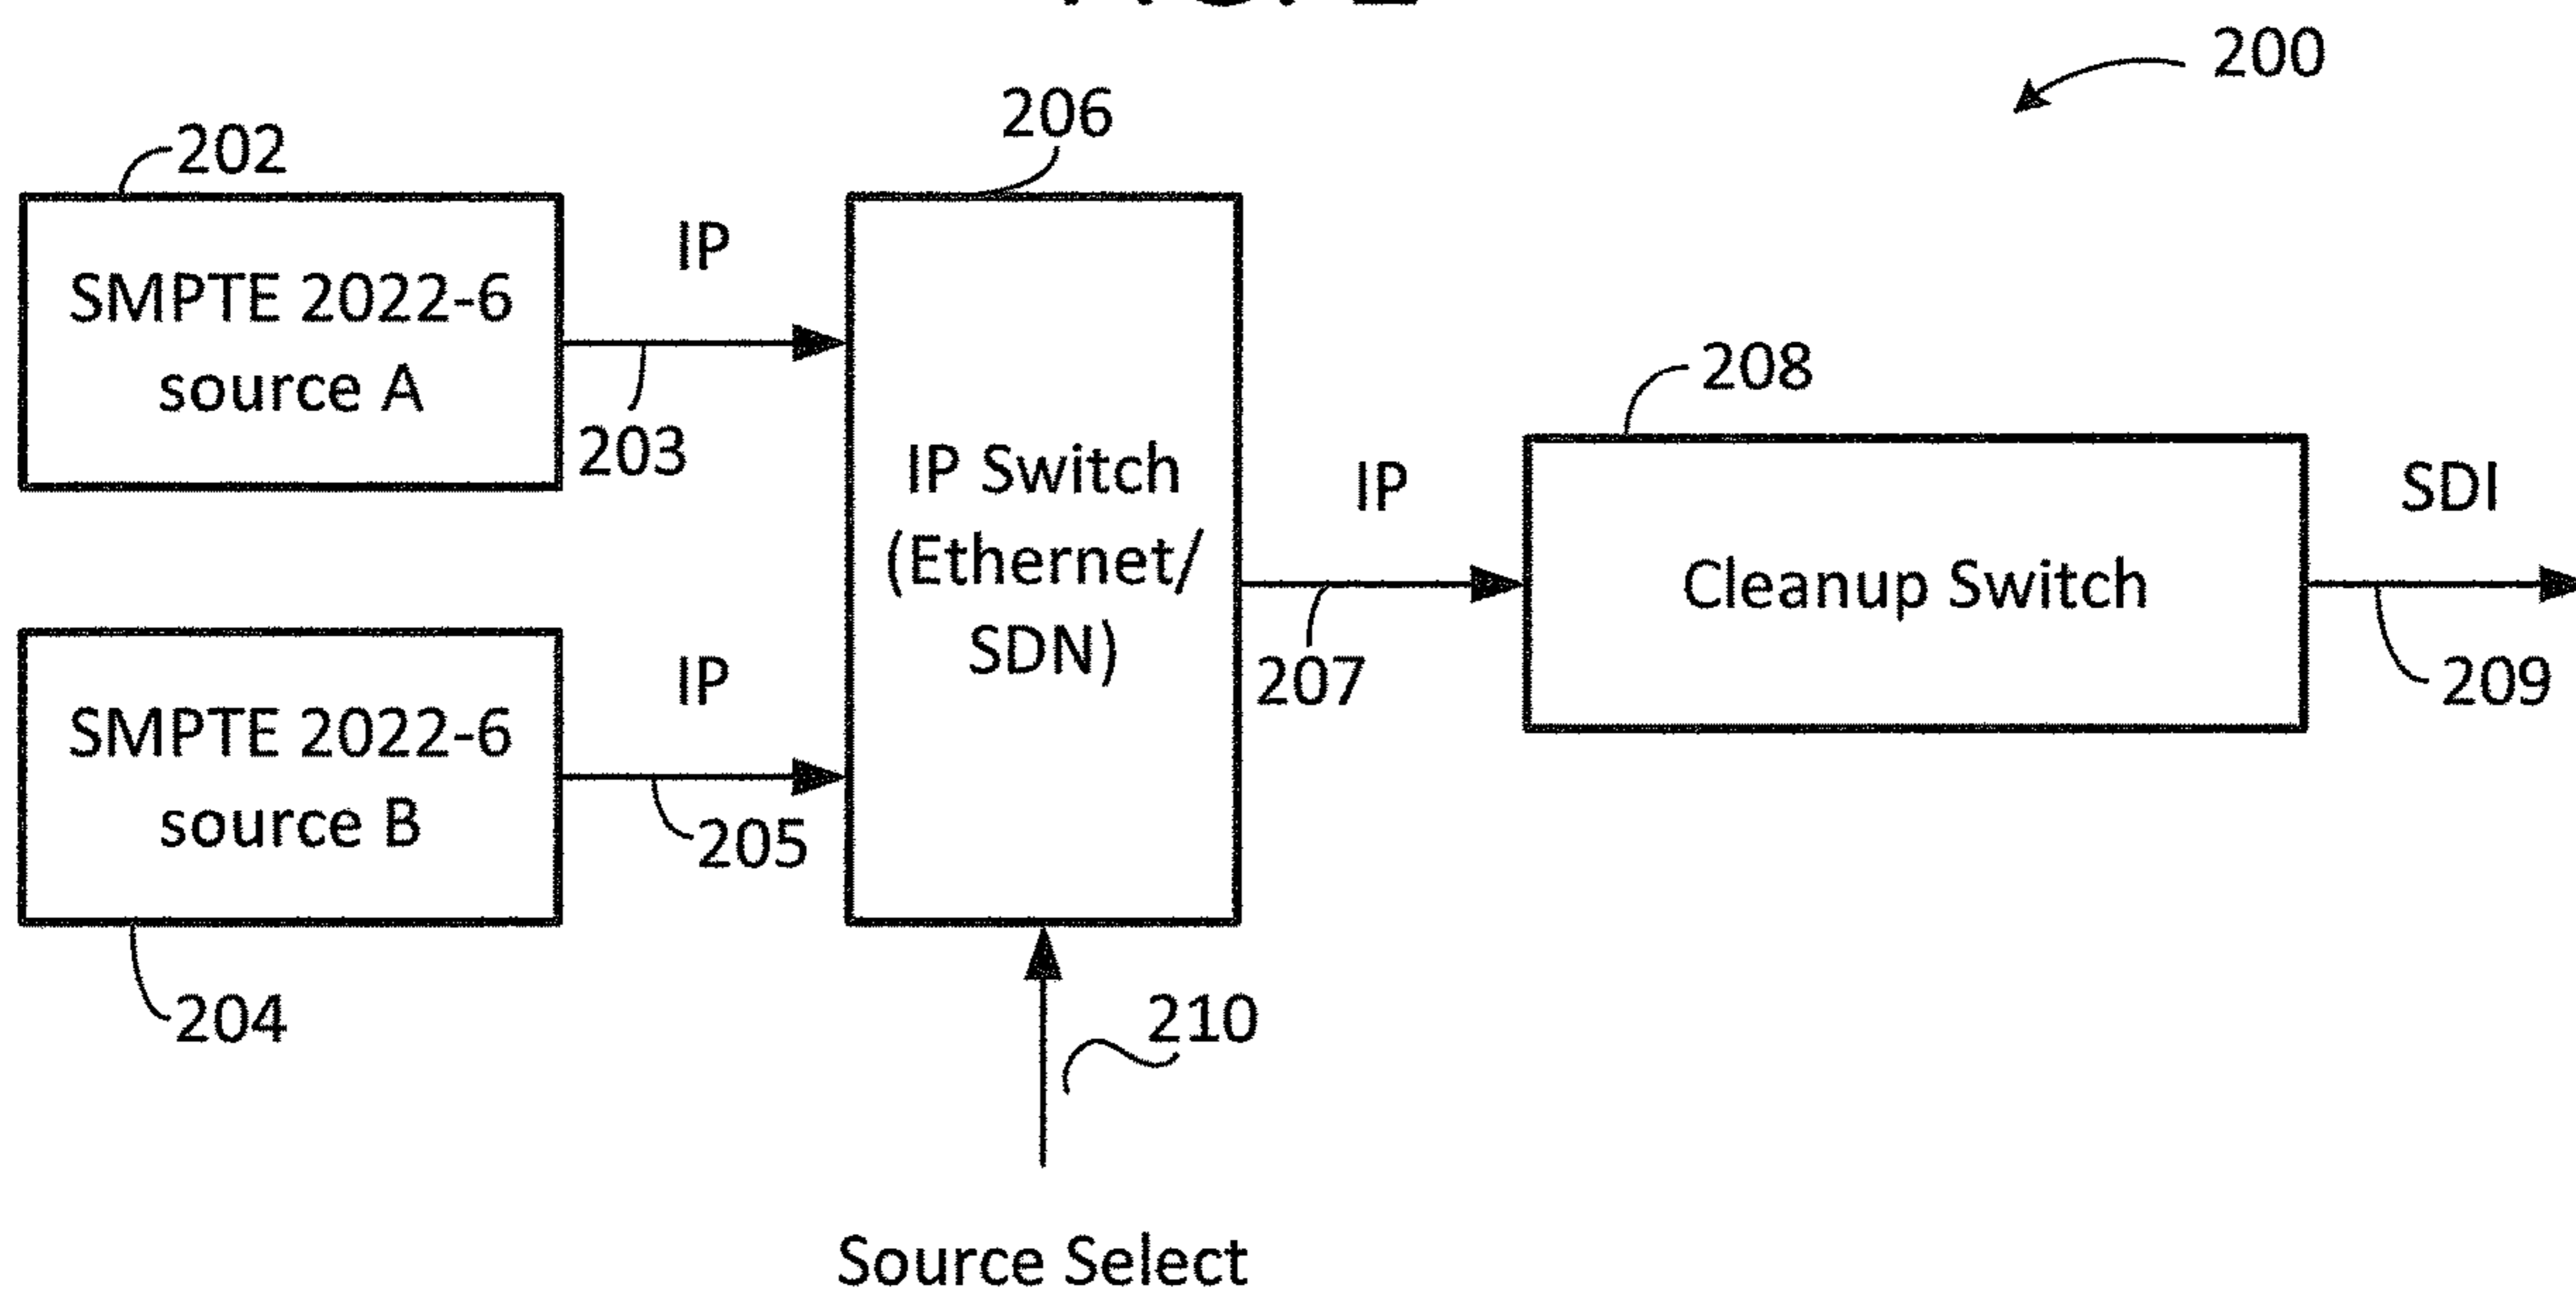 200
206
202
SMPTE 2022-6
source A
IP
203
IP Switch
(Ethernet/
SDN)
208
IP
Cleanup Switch
SDI
207
209
SMPTE 2022-6
source B
IP
205
204
210
Source Select